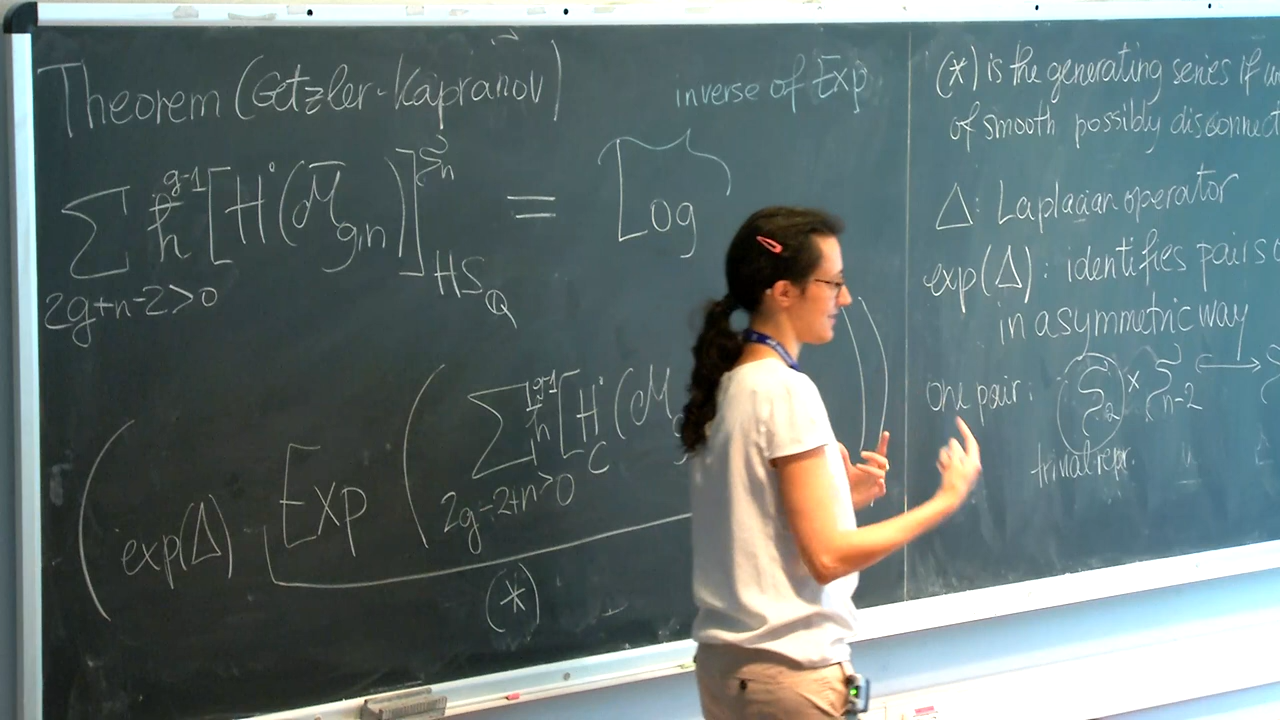 Theorem (Getzler-Kapranov)
inverse of Exp
∑ ħ^{g-1} [H^•(M̄_{g,n})]^{S_n}_{HS_Q} = Log
2g+n-2>0
(exp(Δ) Exp (∑ ħ^{g-1} [H^•_C(M
2g-2+n>0
))
(*)
(*) is the generating series if
of smooth possibly disconnect
Δ: Laplacian operator
exp(Δ): identifies pairs
in a symmetric way
one pair: S_2 × S_{n-2} ⟷
trivial repr.